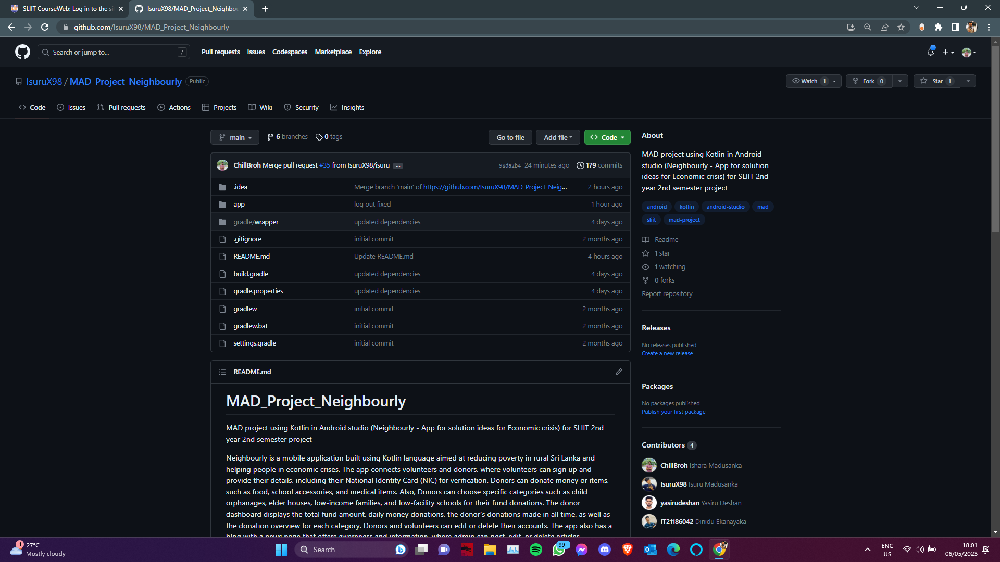 SLIIT CourseWeb: Log in to the si
IsuruX98/MAD_Project_Neighbou
github.com/IsuruX98/MAD_Project_Neighbourly
Search or jump to...
/
Pull requests
Issues
Codespaces
Marketplace
Explore
IsuruX98 / MAD_Project_Neighbourly
Public
Watch 1
Fork 0
Star 1
Code
Issues
Pull requests
Actions
Projects
Wiki
Security
Insights
main
6 branches
0 tags
Go to file
Add file
Code
ChillBroh Merge pull request #35 from IsuruX98/isuru ...
98da2b4 24 minutes ago
179 commits
.idea Merge branch 'main' of https://github.com/IsuruX98/MAD_Project_Neig... 2 hours ago
app log out fixed 1 hour ago
gradle/wrapper updated dependencies 4 days ago
.gitignore initial commit 2 months ago
README.md Update README.md 4 hours ago
build.gradle updated dependencies 4 days ago
gradle.properties updated dependencies 4 days ago
gradlew initial commit 2 months ago
gradlew.bat initial commit 2 months ago
settings.gradle initial commit 2 months ago
README.md
MAD_Project_Neighbourly
MAD project using Kotlin in Android studio (Neighbourly - App for solution ideas for Economic crisis) for SLIIT 2nd
year 2nd semester project
Neighbourly is a mobile application built using Kotlin language aimed at reducing poverty in rural Sri Lanka and
helping people in economic crises. The app connects volunteers and donors, where volunteers can sign up and
provide their details, including their National Identity Card (NIC) for verification. Donors can donate money or items,
such as food, school accessories, and medical items. Also, Donors can choose specific categories such as child
orphanages, elder houses, low-income families, and low-facility schools for their fund donations. The donor
dashboard displays the total fund amount, daily money donations, the donor's donations made in all time, as well as
the donation overview for each category. Donors and volunteers can edit or delete their accounts. The app also has a
blog with a news page that offers awareness and information, where admin can post, edit, or delete articles.
About
MAD project using Kotlin in Android
studio (Neighbourly - App for solution
ideas for Economic crisis) for SLIIT 2nd
year 2nd semester project
android kotlin android-studio mad
sliit mad-project
Readme
1 star
1 watching
0 forks
Report repository
Releases
No releases published
Create a new release
Packages
No packages published
Publish your first package
Contributors 4
ChillBroh Ishara Madusanka
IsuruX98 Isuru Madusanka
yasirudeshan Yasiru Deshan
IT21186042 Dinidu Ekanayaka
1
27°C
Mostly cloudy
Search
99+
ENG
US
18:01
06/05/2023